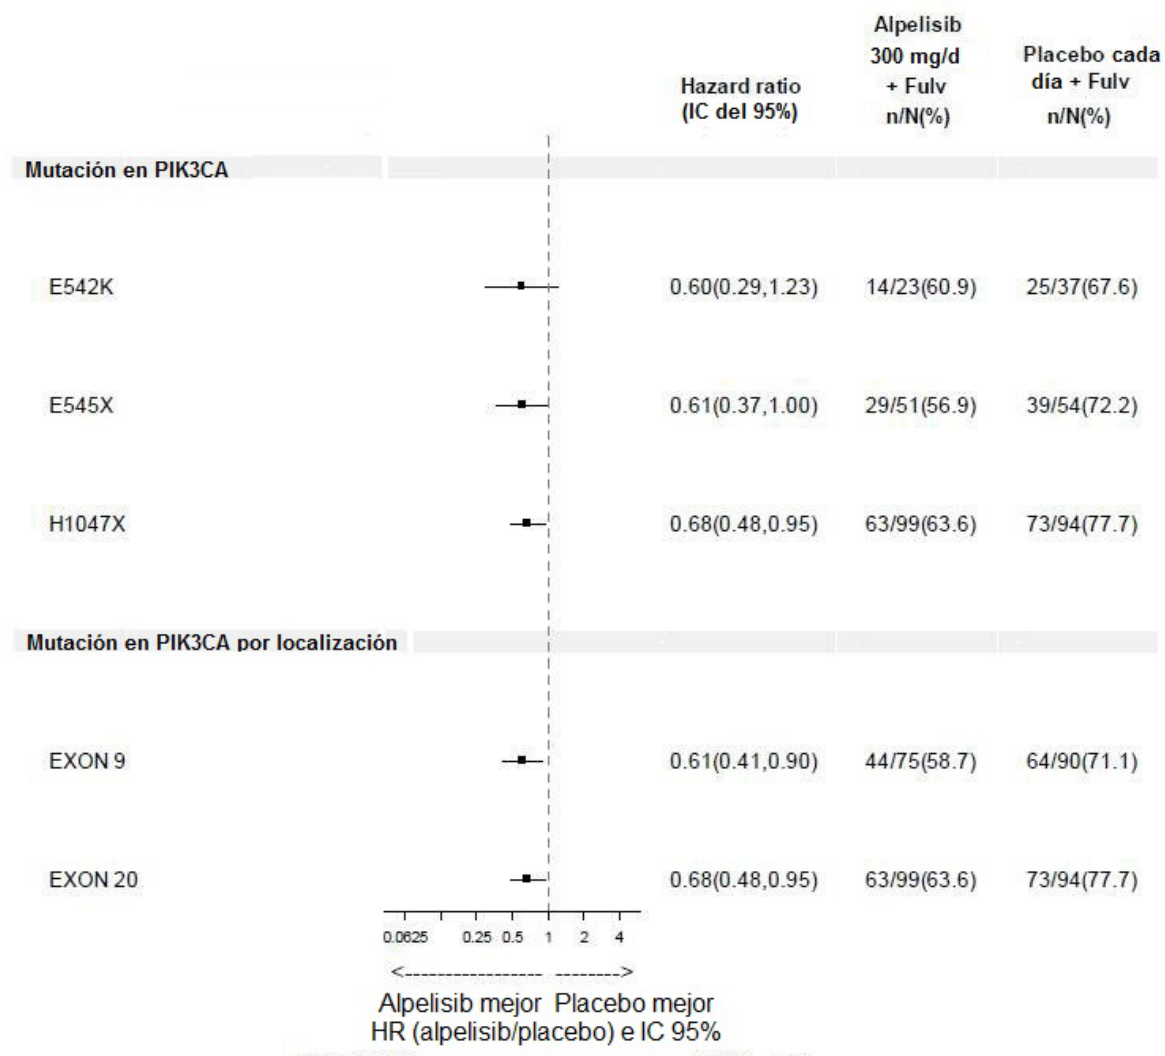 Alpelisib
300 mg/d
+ Fulv
n/N(%)
Placebo cada
día + Fulv
n/N(%)
Hazard ratio
(IC del 95%)
Mutación en PIK3CA
E542K 0.60(0.29,1.23) 14/23(60.9) 25/37(67.6)
E545X 0.61(0.37,1.00) 29/51(56.9) 39/54(72.2)
H1047X 0.68(0.48,0.95) 63/99(63.6) 73/94(77.7)
Mutación en PIK3CA por localización
EXON 9 0.61(0.41,0.90) 44/75(58.7) 64/90(71.1)
EXON 20 0.68(0.48,0.95) 63/99(63.6) 73/94(77.7)
0.0625 0.25 0.5 1 2 4
<----------------- -------->
Alpelisib mejor Placebo mejor
HR (alpelisib/placebo) e IC 95%